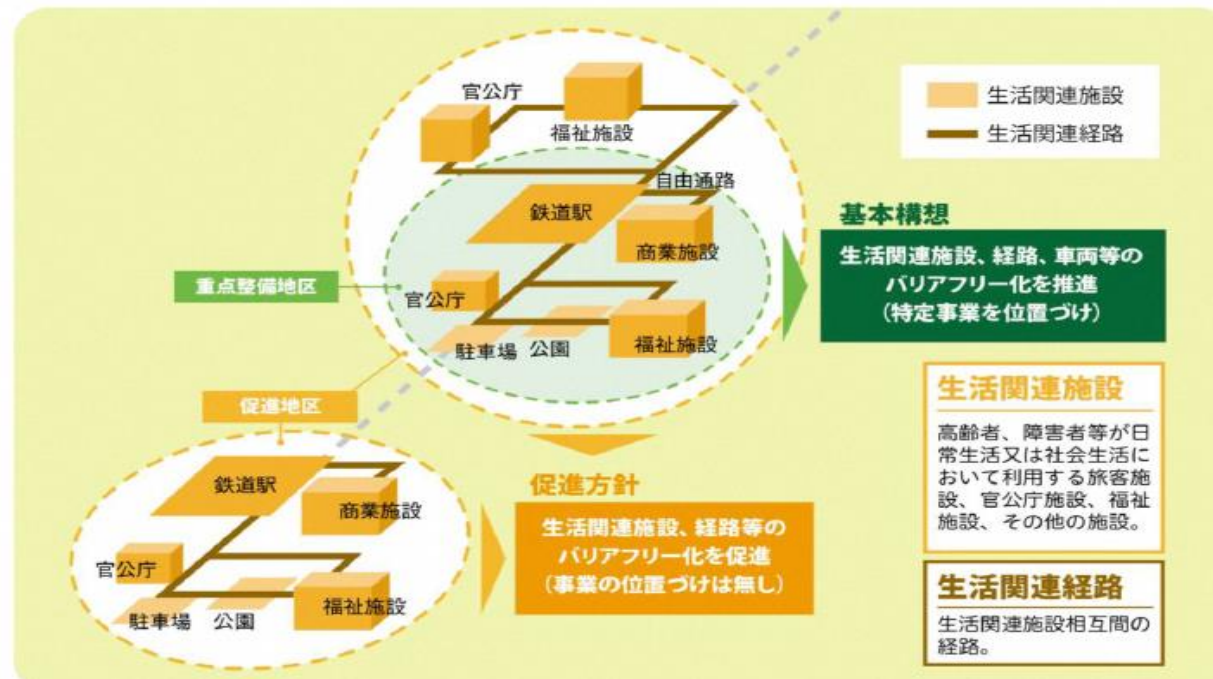 官公庁
福祉施設
生活関連施設
生活関連経路
自由通路
鉄道駅
商業施設
基本構想
生活関連施設、経路、車両等の
バリアフリー化を推進
（特定事業を位置づけ）
重点整備地区
官公庁
駐車場
公園
福祉施設
促進地区
生活関連施設
高齢者、障害者等が日
常生活又は社会生活に
おいて利用する旅客施
設、官公庁施設、福祉
施設、その他の施設。
鉄道駅
商業施設
促進方針
生活関連施設、経路等の
バリアフリー化を促進
（事業の位置づけは無し）
官公庁
駐車場
公園
福祉施設
生活関連経路
生活関連施設相互間の
経路。